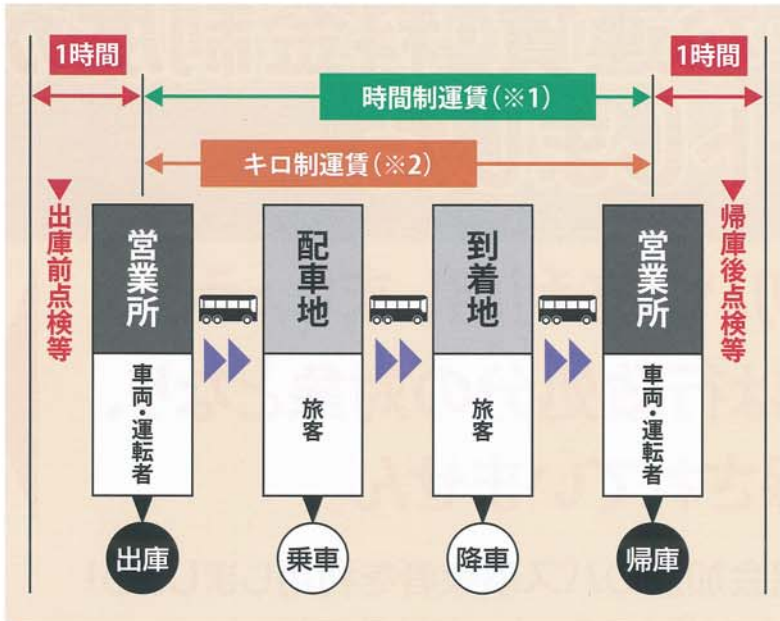 1時間
1時間
時間制運賃(※1)
キロ制運賃(※2)
出庫前点検等
営業所
配車地
到着地
営業所
帰庫後点検等
車両・運転者
旅客
旅客
車両・運転者
出庫
乗車
降車
帰庫